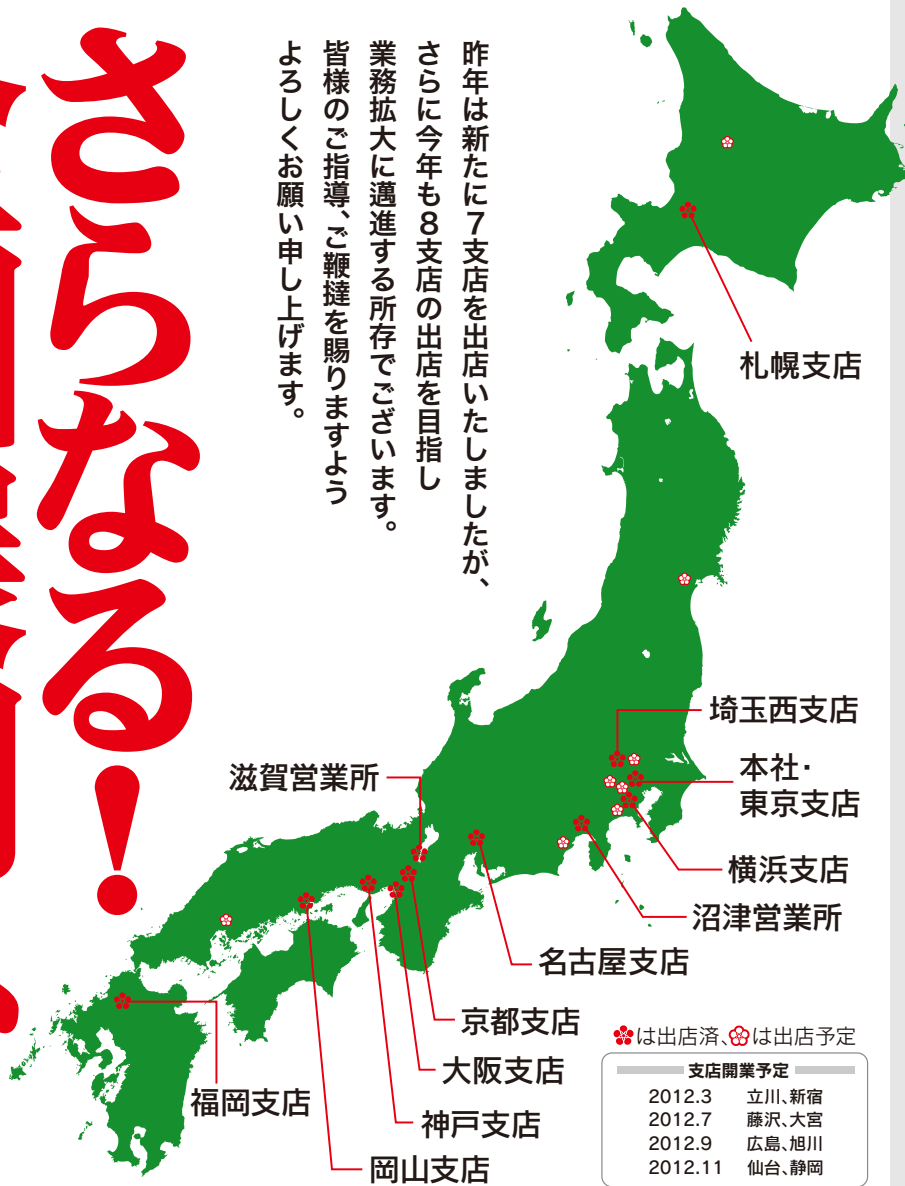 さらなる!
昨年は新たに7支店を出店いたしましたが、
さらに今年も8支店の出店を目指し
業務拡大に邁進する所存でございます。
皆様のご指導、ご鞭撻を賜りますよう
よろしくお願い申し上げます。
札幌支店
埼玉西支店
本社・
東京支店
横浜支店
沼津営業所
名古屋支店
滋賀営業所
京都支店
大阪支店
神戸支店
岡山支店
福岡支店
は出店済、は出店予定
支店開業予定
2012.3 立川、新宿
2012.7 藤沢、大宮
2012.9 広島、旭川
2012.11 仙台、静岡